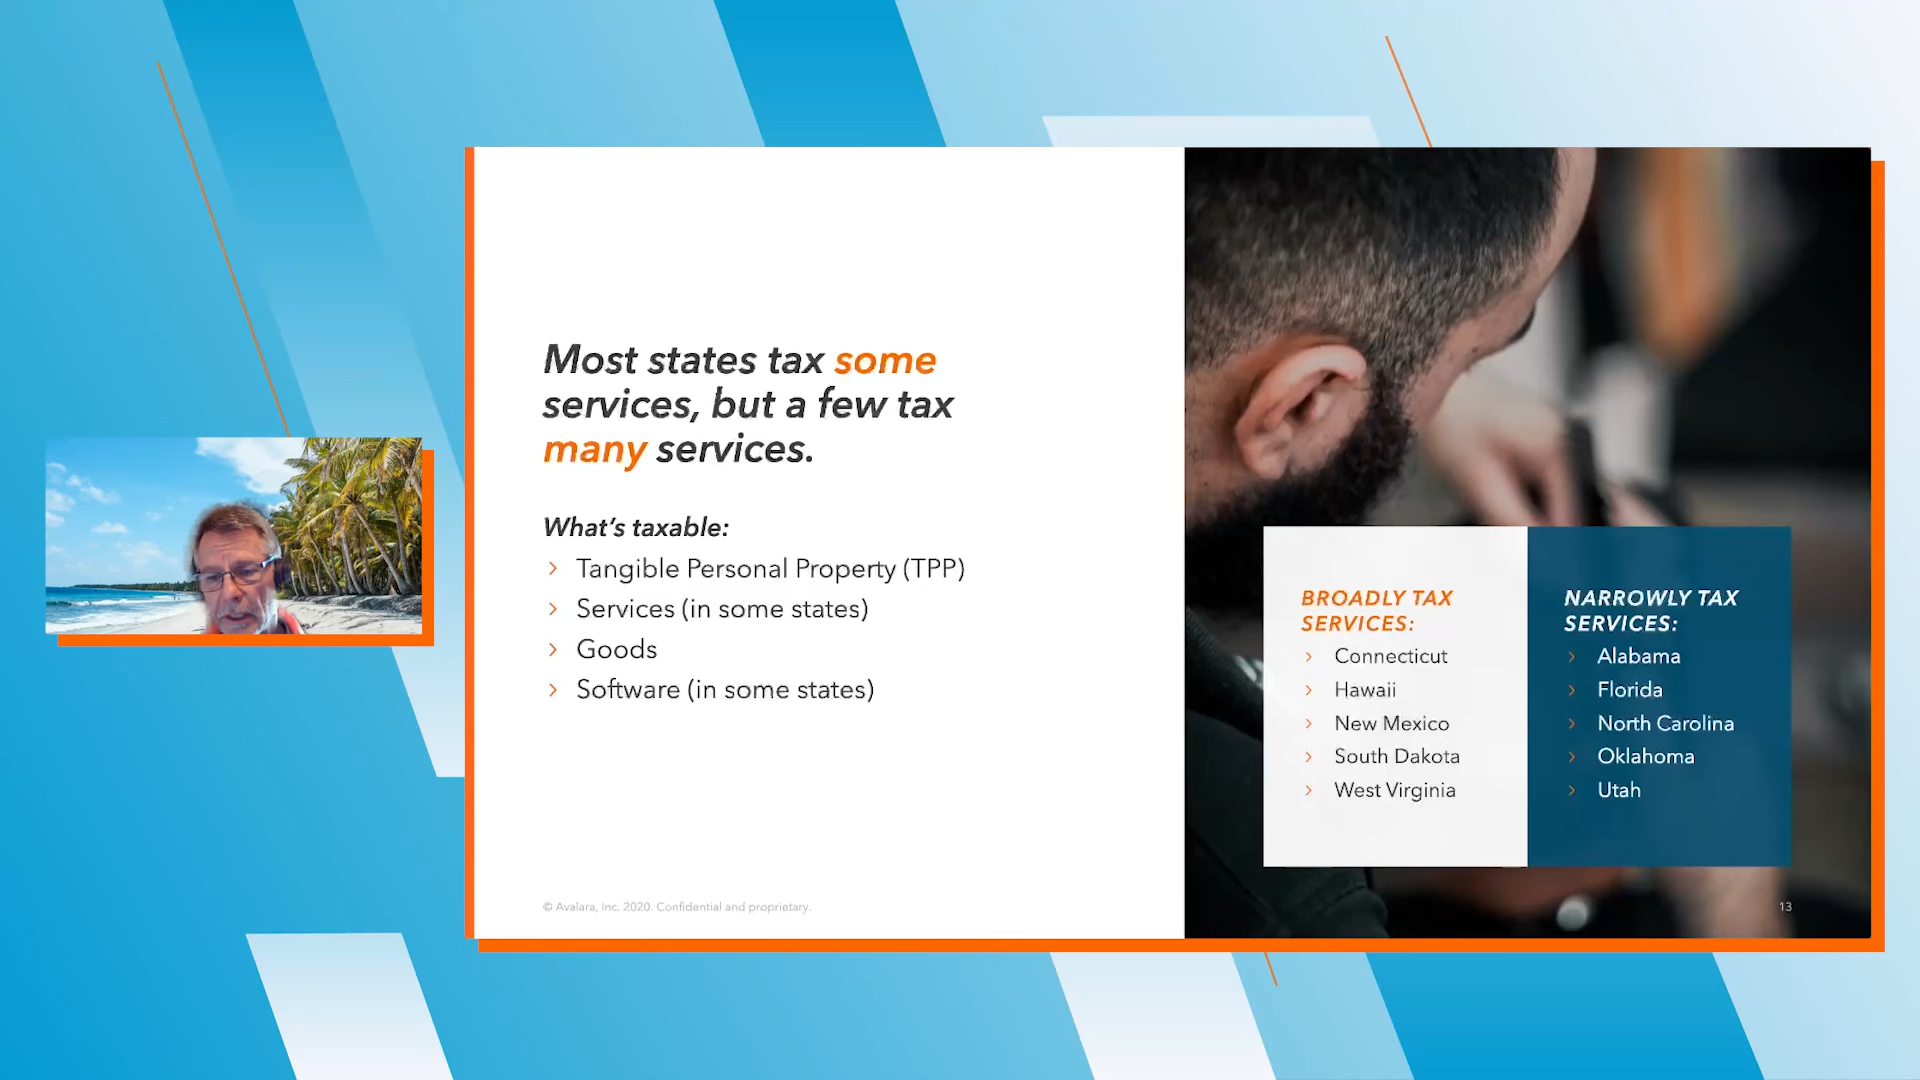 Most states tax some
services, but a few tax
many services.
What's taxable:
› Tangible Personal Property (TPP)
› Services (in some states)
› Goods
› Software (in some states)
BROADLY TAX
SERVICES:
› Connecticut
› Hawaii
› New Mexico
› South Dakota
› West Virginia
NARROWLY TAX
SERVICES:
› Alabama
› Florida
› North Carolina
› Oklahoma
› Utah
© Avalara, Inc. 2020. Confidential and proprietary.
13